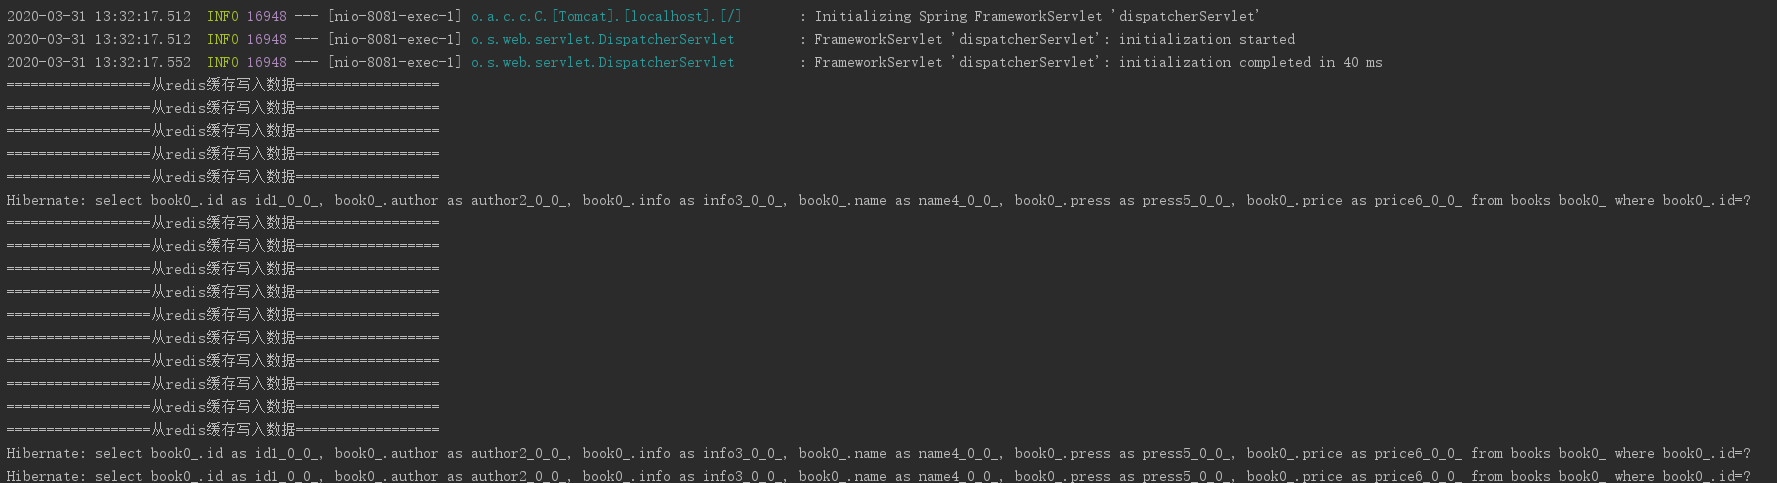 2020-03-31 13:32:17.512  INFO 16948 --- [nio-8081-exec-1] o.a.c.c.C.[Tomcat].[localhost].[/]       : Initializing Spring FrameworkServlet 'dispatcherServlet'
2020-03-31 13:32:17.512  INFO 16948 --- [nio-8081-exec-1] o.s.web.servlet.DispatcherServlet        : FrameworkServlet 'dispatcherServlet': initialization started
2020-03-31 13:32:17.552  INFO 16948 --- [nio-8081-exec-1] o.s.web.servlet.DispatcherServlet        : FrameworkServlet 'dispatcherServlet': initialization completed in 40 ms
==================从redis缓存写入数据==================
==================从redis缓存写入数据==================
==================从redis缓存写入数据==================
==================从redis缓存写入数据==================
==================从redis缓存写入数据==================
Hibernate: select book0_.id as id1_0_0_, book0_.author as author2_0_0_, book0_.info as info3_0_0_, book0_.name as name4_0_0_, book0_.press as press5_0_0_, book0_.price as price6_0_0_ from books book0_ where book0_.id=?
==================从redis缓存写入数据==================
==================从redis缓存写入数据==================
==================从redis缓存写入数据==================
==================从redis缓存写入数据==================
==================从redis缓存写入数据==================
==================从redis缓存写入数据==================
==================从redis缓存写入数据==================
==================从redis缓存写入数据==================
==================从redis缓存写入数据==================
==================从redis缓存写入数据==================
Hibernate: select book0_.id as id1_0_0_, book0_.author as author2_0_0_, book0_.info as info3_0_0_, book0_.name as name4_0_0_, book0_.press as press5_0_0_, book0_.price as price6_0_0_ from books book0_ where book0_.id=?
Hibernate: select book0_.id as id1_0_0_, book0_.author as author2_0_0_, book0_.info as info3_0_0_, book0_.name as name4_0_0_, book0_.press as press5_0_0_, book0_.price as price6_0_0_ from books book0_ where book0_.id=?